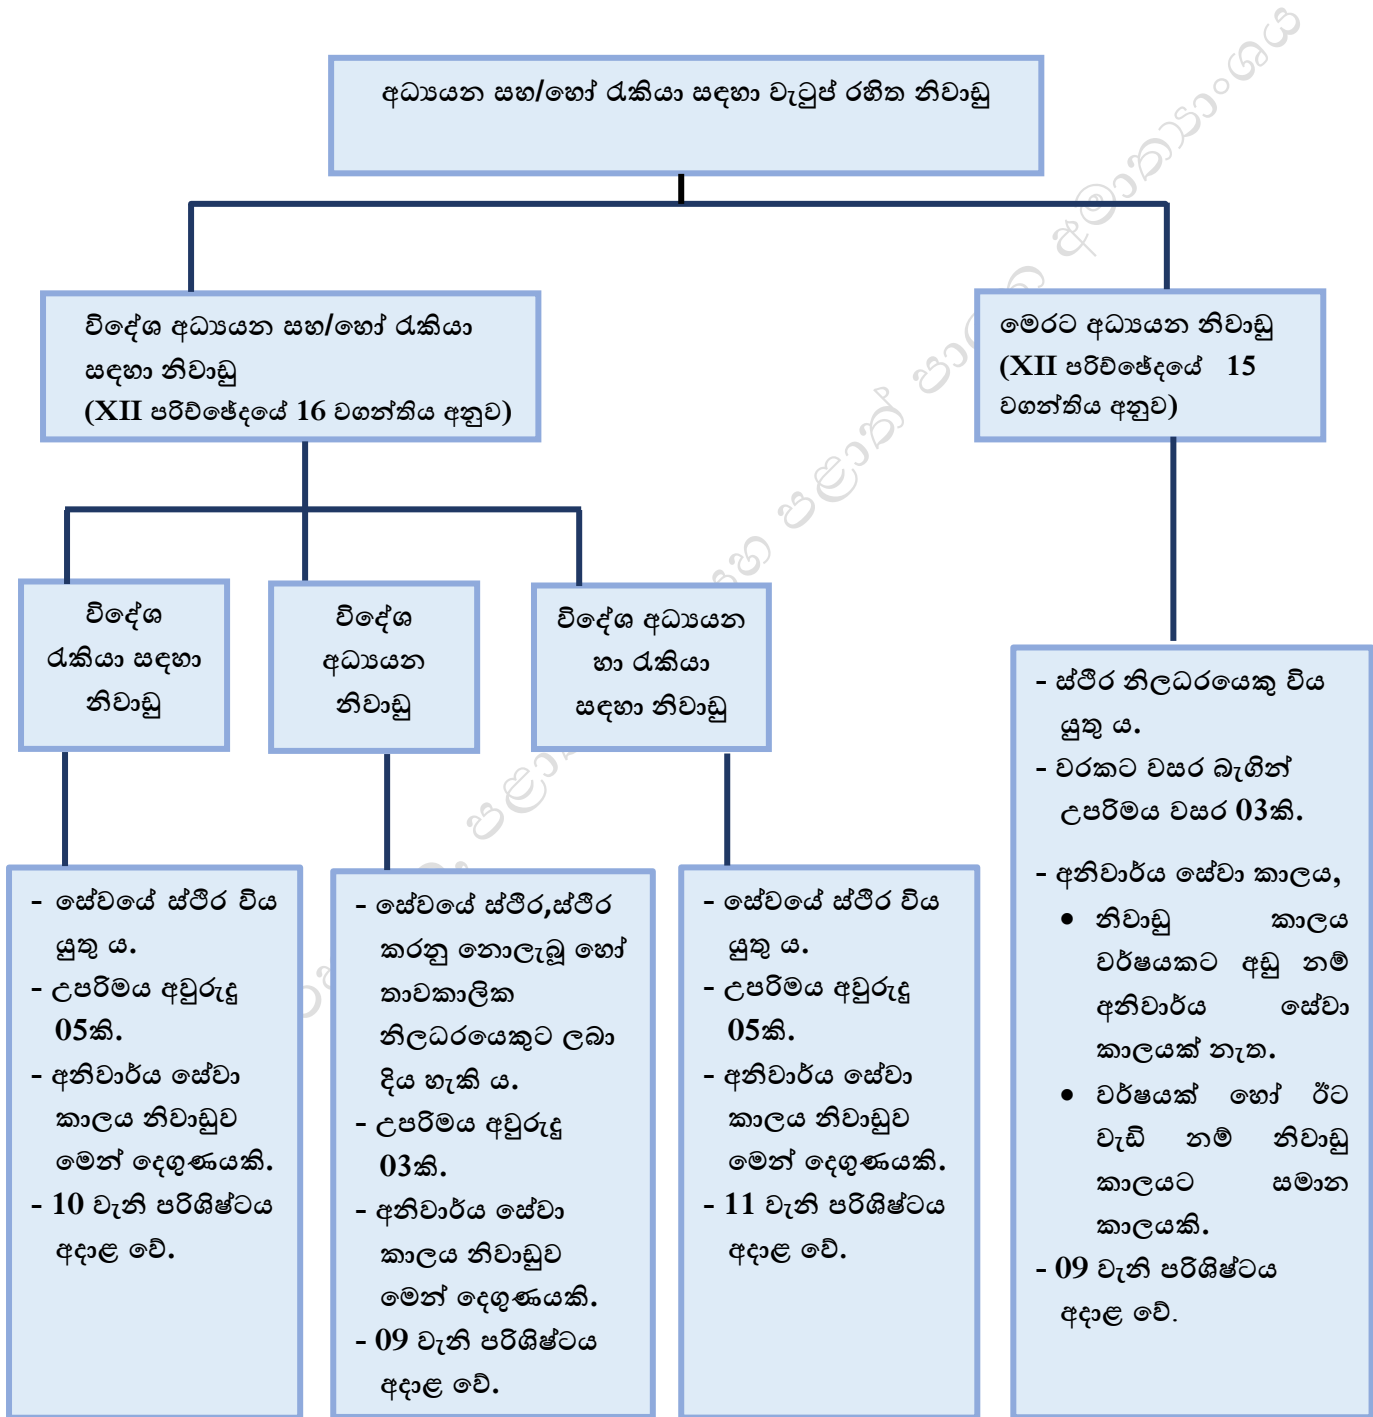 අධ්‍යයන සහ/හෝ රැකියා සඳහා වැටුප් රහිත නිවාඩු
විදේශ අධ්‍යයන සහ/හෝ රැකියා
සඳහා නිවාඩු
(XII පරිච්ඡේදයේ 16 වගන්තිය අනුව)
මෙරට අධ්‍යයන නිවාඩු
(XII පරිච්ඡේදයේ 15
වගන්තිය අනුව)
විදේශ
රැකියා සඳහා
නිවාඩු
විදේශ
අධ්‍යයන
නිවාඩු
විදේශ අධ්‍යයන
හා රැකියා
සඳහා නිවාඩු
- සේවයේ ස්ථිර විය
යුතු ය.
- උපරිමය අවුරුදු
05කි.
- අනිවාර්ය සේවා
කාලය නිවාඩුව
මෙන් දෙගුණයකි.
- 10 වැනි පරිශිෂ්ටය
අදාළ වේ.
- සේවයේ ස්ථිර,ස්ථිර
කරනු නොලැබූ හෝ
තාවකාලික
නිලධරයෙකුට ලබා
දිය හැකි ය.
- උපරිමය අවුරුදු
03කි.
- අනිවාර්ය සේවා
කාලය නිවාඩුව
මෙන් දෙගුණයකි.
- 09 වැනි පරිශිෂ්ටය
අදාළ වේ.
- සේවයේ ස්ථිර විය
යුතු ය.
- උපරිමය අවුරුදු
05කි.
- අනිවාර්ය සේවා
කාලය නිවාඩුව
මෙන් දෙගුණයකි.
- 11 වැනි පරිශිෂ්ටය
අදාළ වේ.
- ස්ථිර නිලධරයෙකු විය
යුතු ය.
- වරකට වසර බැගින්
උපරිමය වසර 03කි.
- අනිවාර්ය සේවා කාලය,
• නිවාඩු කාලය
වර්ෂයකට අඩු නම්
අනිවාර්ය සේවා
කාලයක් නැත.
• වර්ෂයක් හෝ ඊට
වැඩි නම් නිවාඩු
කාලයට සමාන
කාලයකි.
- 09 වැනි පරිශිෂ්ටය
අදාළ වේ.
පළාත්
අමාත්‍යාංශය